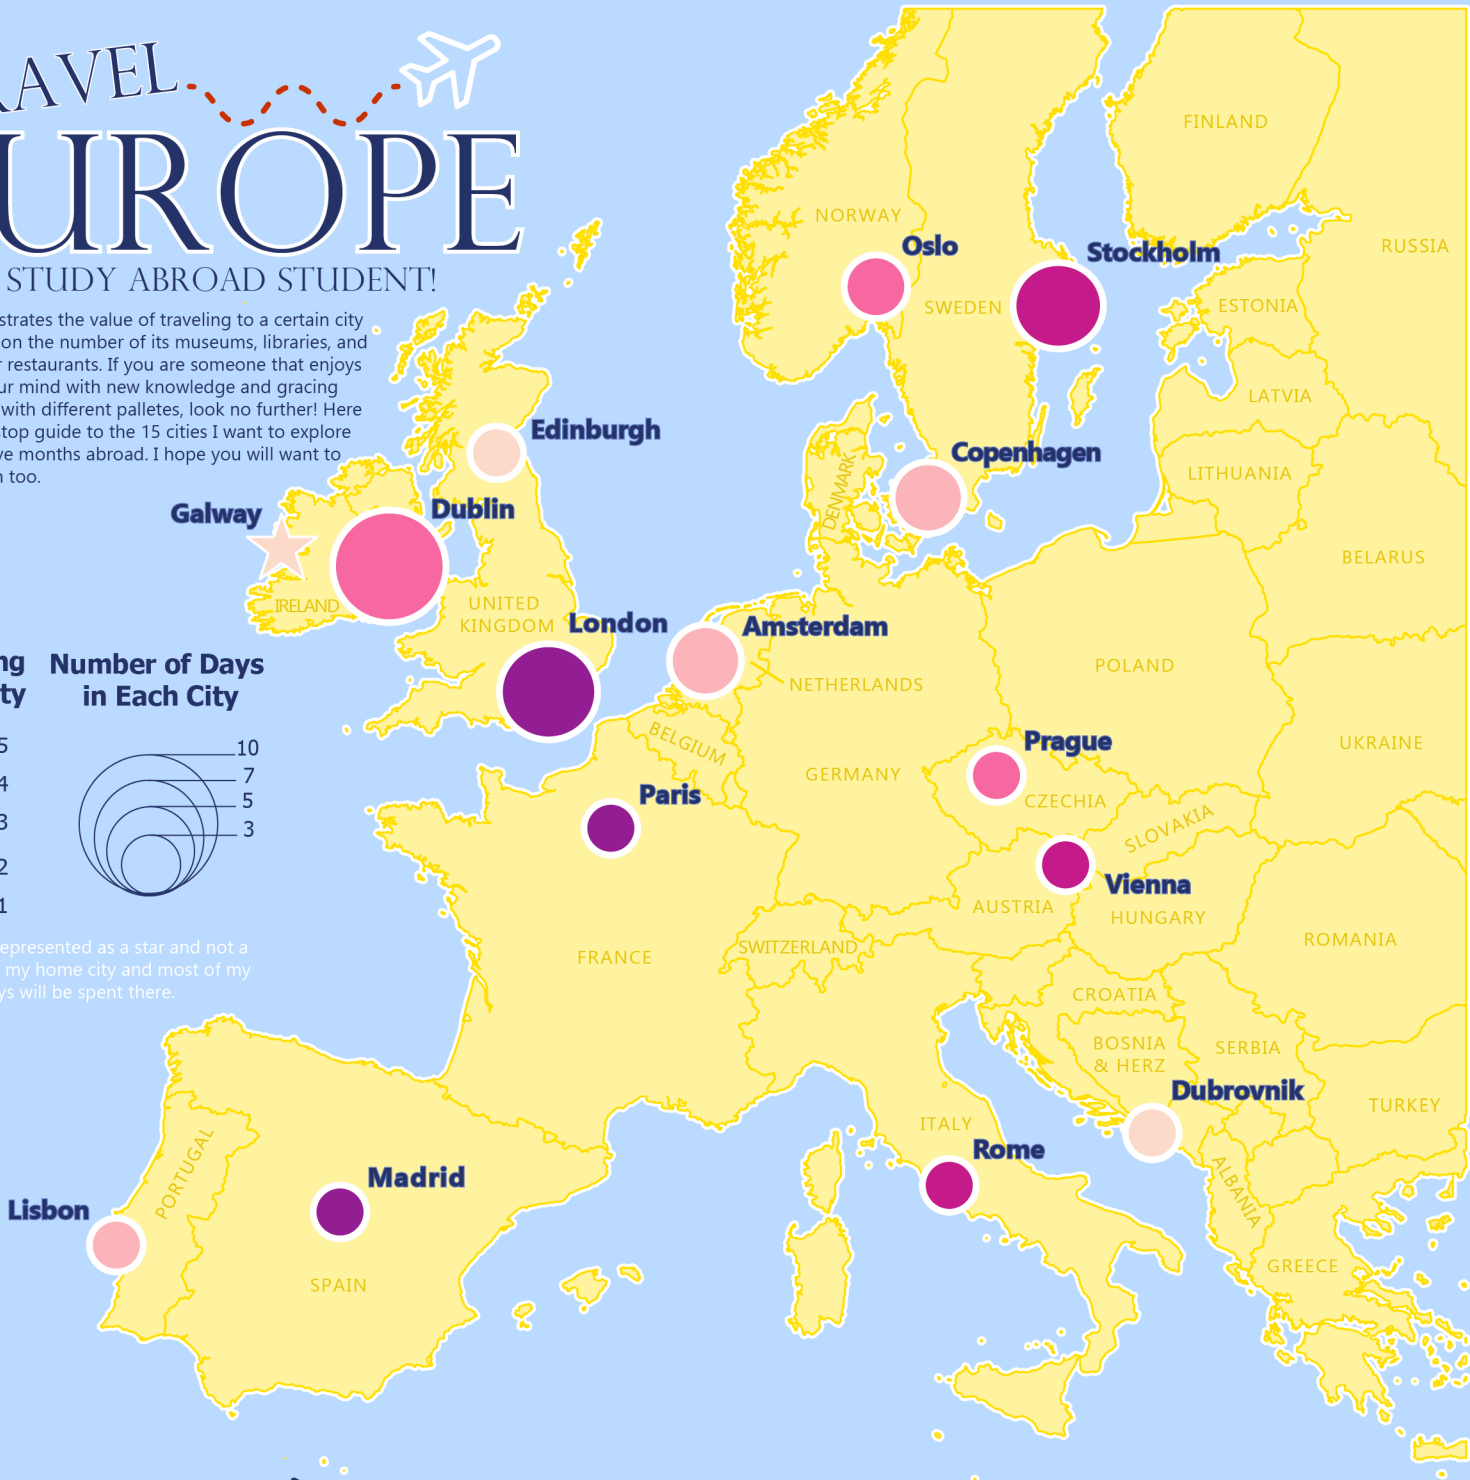 RAVEL
UROPE
STUDY ABROAD STUDENT!
strates the value of traveling to a certain city
on the number of its museums, libraries, and
r restaurants. If you are someone that enjoys
ur mind with new knowledge and gracing
with different palletes, look no further! Here
stop guide to the 15 cities I want to explore
ve months abroad. I hope you will want to
n too.
FINLAND
NORWAY
Oslo
Stockholm
RUSSIA
SWEDEN
ESTONIA
LATVIA
Edinburgh
Copenhagen
LITHUANIA
DENMARK
Galway
Dublin
BELARUS
IRELAND
UNITED
KINGDOM
London
Amsterdam
POLAND
NETHERLANDS
ng
ty
Number of Days
in Each City
5
4
3
2
1
10
7
5
3
BELGIUM
Prague
UKRAINE
GERMANY
Paris
CZECHIA
SLOVAKIA
Vienna
AUSTRIA
HUNGARY
ROMANIA
SWITZERLAND
FRANCE
epresented as a star and not a
my home city and most of my
ys will be spent there.
CROATIA
BOSNIA
& HERZ
SERBIA
Dubrovnik
TURKEY
ITALY
Rome
PORTUGAL
Madrid
Lisbon
ALBANIA
GREECE
SPAIN